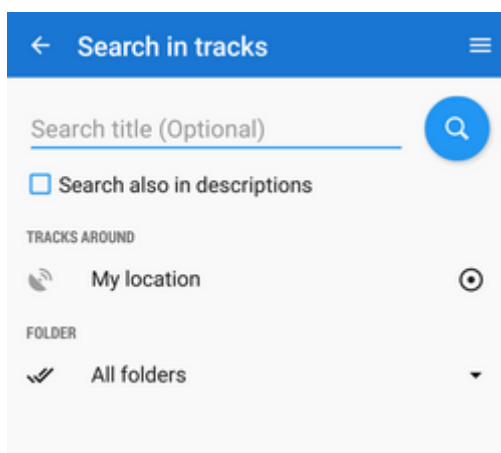 Search in tracks
Search title (Optional)
Search also in descriptions
TRACKS AROUND
My location
FOLDER
All folders